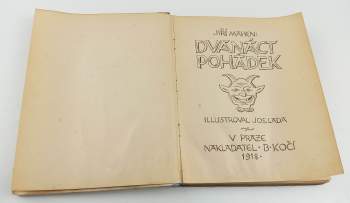 JIŘÍ MAHEN:
DVANÁCT
POHÁDEK
ILLUSTROVAL JOS. LADA
V PRAZE
NAKLADATEL · B · KOČÍ
1918 ·